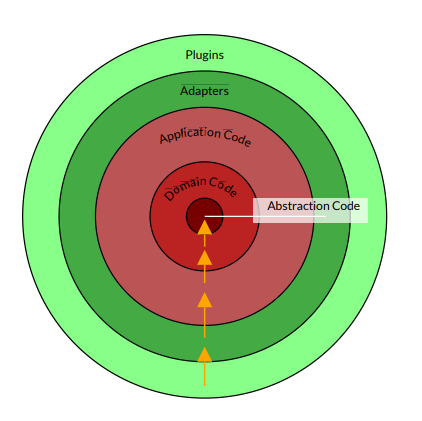 Plugins
Adapters
Application Code
Domain Code
Abstraction Code